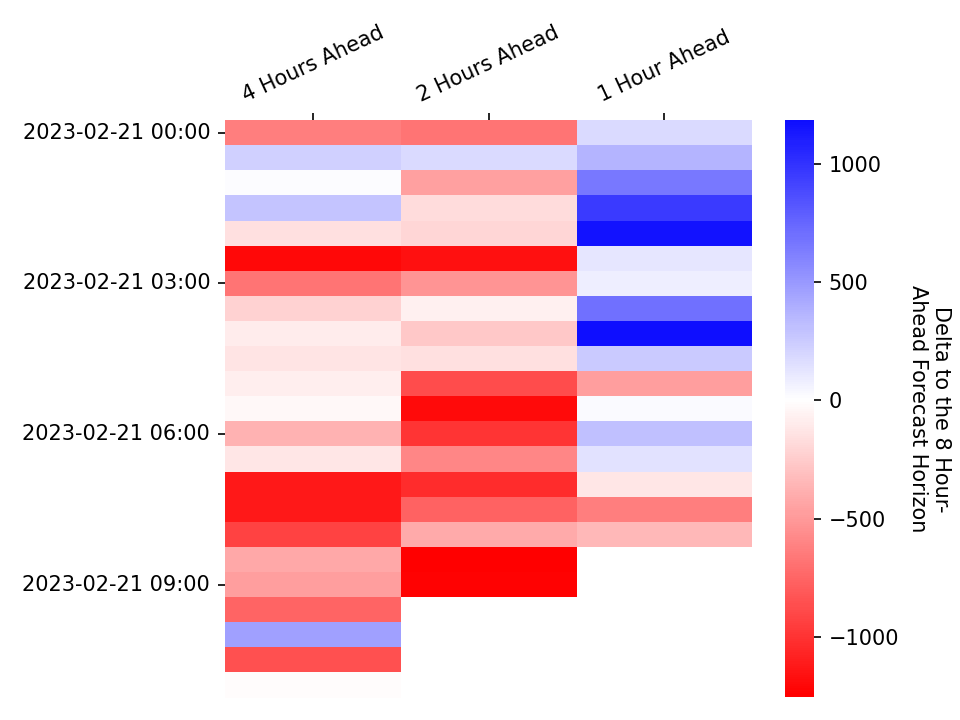 4 Hours Ahead
2 Hours Ahead
1 Hour Ahead
2023-02-21 00:00
2023-02-21 03:00
2023-02-21 06:00
2023-02-21 09:00
1000
500
0
−500
−1000
Delta to the 8 Hour-
Ahead Forecast Horizon